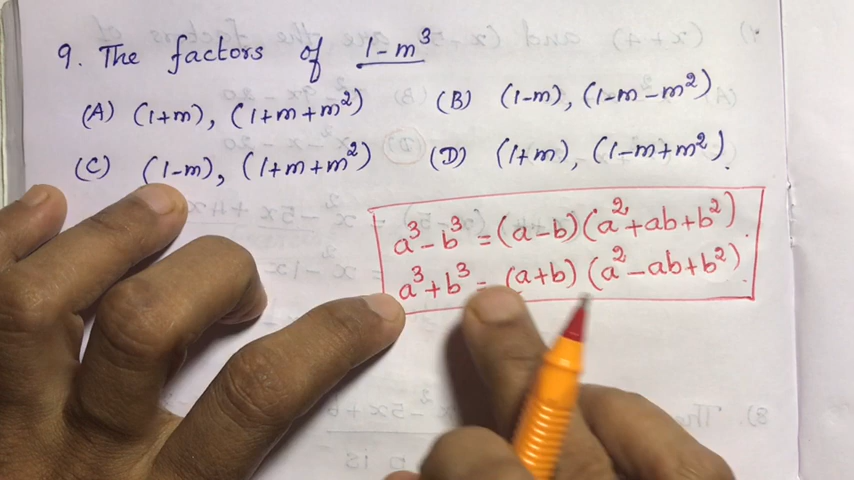 9. The factors of 1-m³
(A) (1+m), (1+m+m²) (B) (1-m), (1-m-m²)
(C) (1-m), (1+m+m²) (D) (1+m), (1-m+m²).
a³-b³ = (a-b)(a²+ab+b²).
a³+b³ = (a+b) (a²-ab+b²)